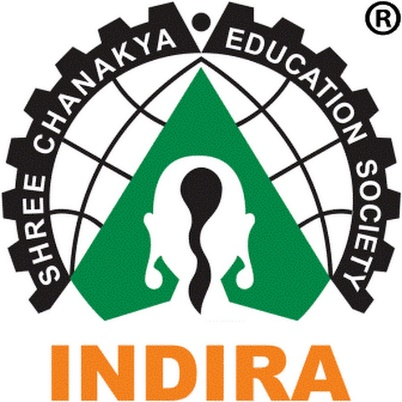 ®
SHREE CHANAKYA EDUCATION SOCIETY
INDIRA